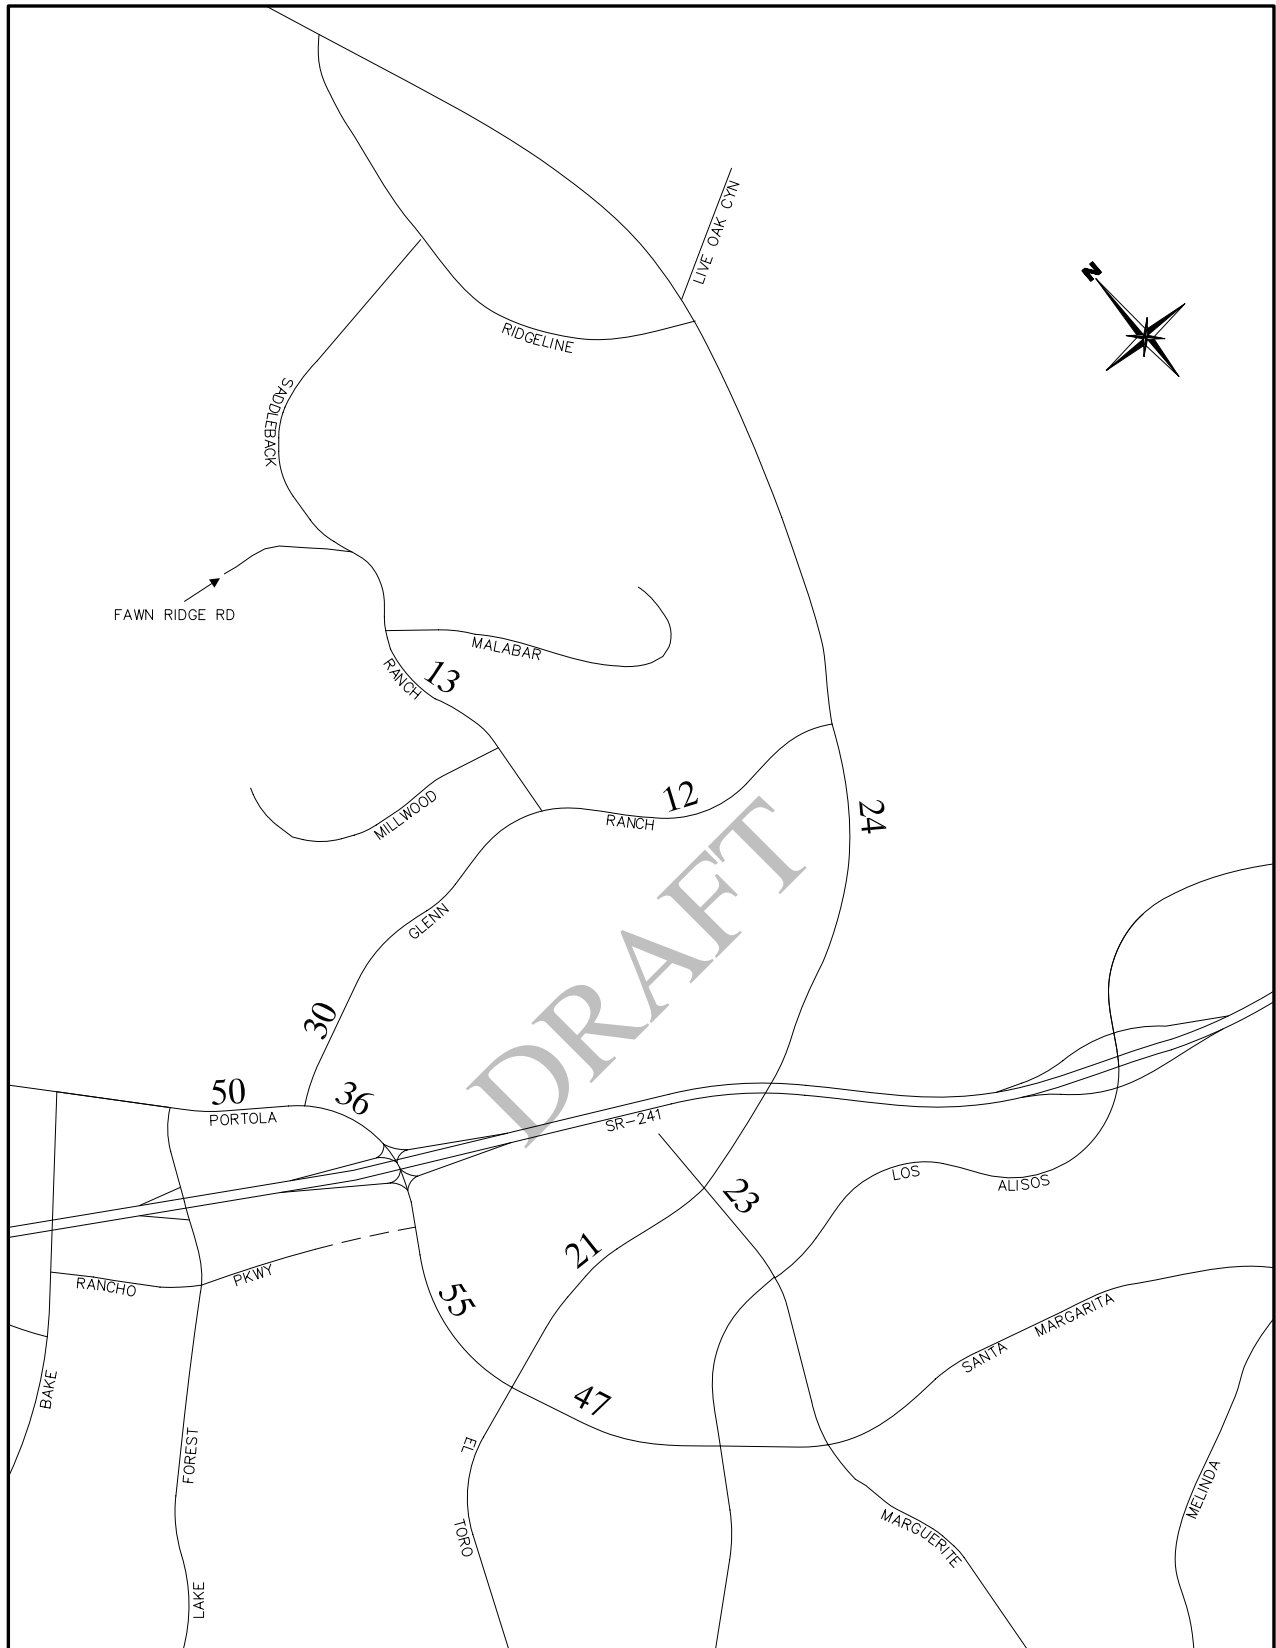 LIVE OAK CYN
N
RIDGELINE
SADDLEBACK
FAWN RIDGE RD
MALABAR
RANCH
13
MILLWOOD
12
RANCH
24
DRAFT
GLENN
30
50
PORTOLA
36
SR-241
23
LOS
ALISOS
21
RANCHO
PKWY
55
SANTA
MARGARITA
BAKE
47
FOREST
EL
TORO
MELINDA
MARGUERITE
LAKE